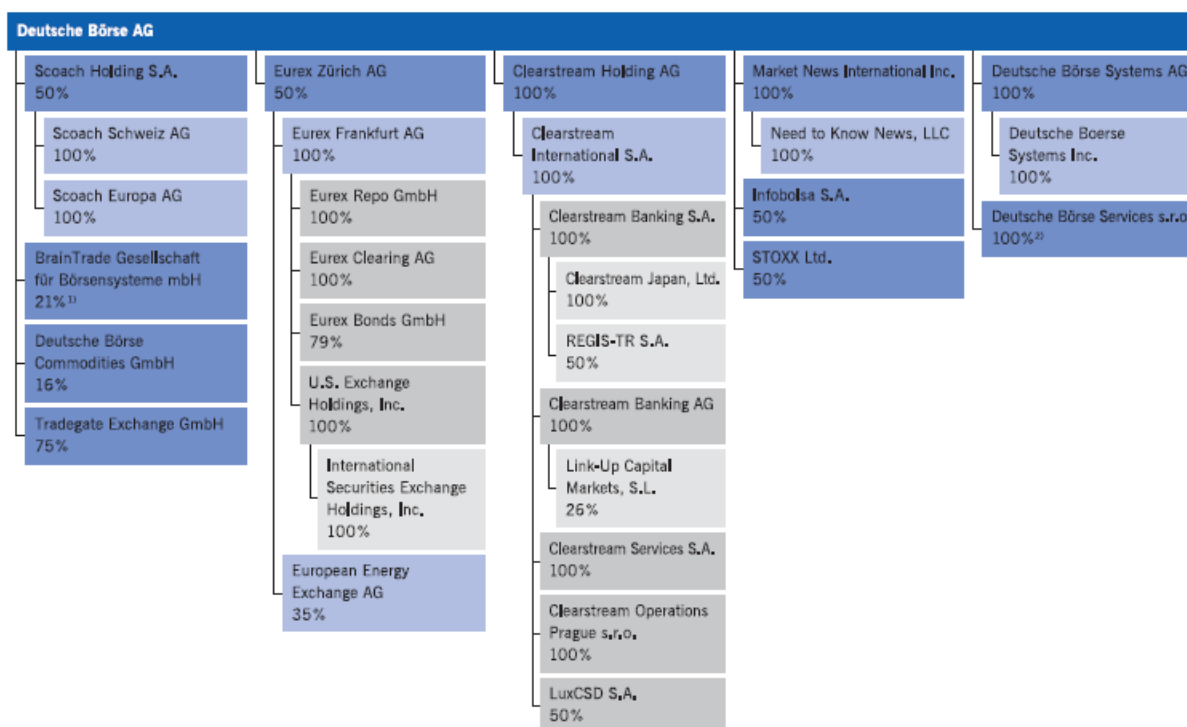 Deutsche Börse AG
Scoach Holding S.A.
50%
Scoach Schweiz AG
100%
Scoach Europa AG
100%
BrainTrade Gesellschaft
für Börsensysteme mbH
21%¹⁾
Deutsche Börse
Commodities GmbH
16%
Tradegate Exchange GmbH
75%
Eurex Zürich AG
50%
Eurex Frankfurt AG
100%
Eurex Repo GmbH
100%
Eurex Clearing AG
100%
Eurex Bonds GmbH
79%
U.S. Exchange
Holdings, Inc.
100%
International
Securities Exchange
Holdings, Inc.
100%
European Energy
Exchange AG
35%
Clearstream Holding AG
100%
Clearstream
International S.A.
100%
Clearstream Banking S.A.
100%
Clearstream Japan, Ltd.
100%
REGIS-TR S.A.
50%
Clearstream Banking AG
100%
Link-Up Capital
Markets, S.L.
26%
Clearstream Services S.A.
100%
Clearstream Operations
Prague s.r.o.
100%
LuxCSD S.A.
50%
Market News International Inc.
100%
Need to Know News, LLC
100%
Infobolsa S.A.
50%
STOXX Ltd.
50%
Deutsche Börse Systems AG
100%
Deutsche Boerse
Systems Inc.
100%
Deutsche Börse Services s.r.o
100%²⁾